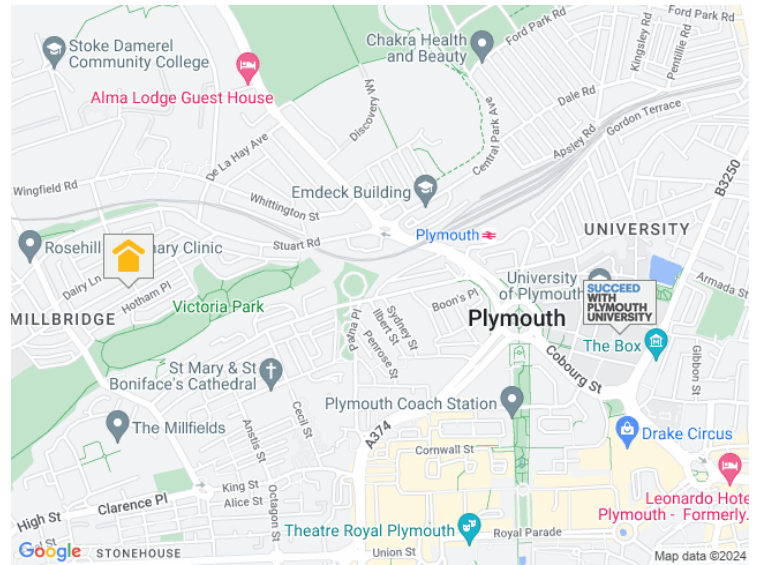 Ford Park Rd
Kingsley Rd
Pentillie Rd
Stoke Damerel
Community College
Chakra Health
and Beauty
Ford Park Rd
Alma Lodge Guest House
Discovery Wy
Dale Rd
Central Park Ave
Apsley Rd
Gordon Terrace
De La Hay Ave
Wingfield Rd
Emdeck Building
B3250
Whittington St
UNIVERSITY
Plymouth
Rosehill
nary Clinic
Stuart Rd
Dairy Ln
Hotham Pl
Victoria Park
University
of Plymouth
SUCCEED
WITH
PLYMOUTH
UNIVERSITY
Armada St
Boon's Pl
MILLBRIDGE
Patna Pl
Sydney St
Ilbert St
Penrose St
Plymouth
The Box
St Mary & St
Boniface's Cathedral
Cobourg St
Gibbon St
Plymouth Coach Station
The Millfields
Anstis St
Cecil St
A374
Drake Circus
Cornwall St
King St
Alice St
Octagon St
Clarence Pl
High St
Leonardo Hote
Plymouth - Formerly.
Theatre Royal Plymouth
Royal Parade
Union St
Google
STONEHOUSE
Map data ©2024